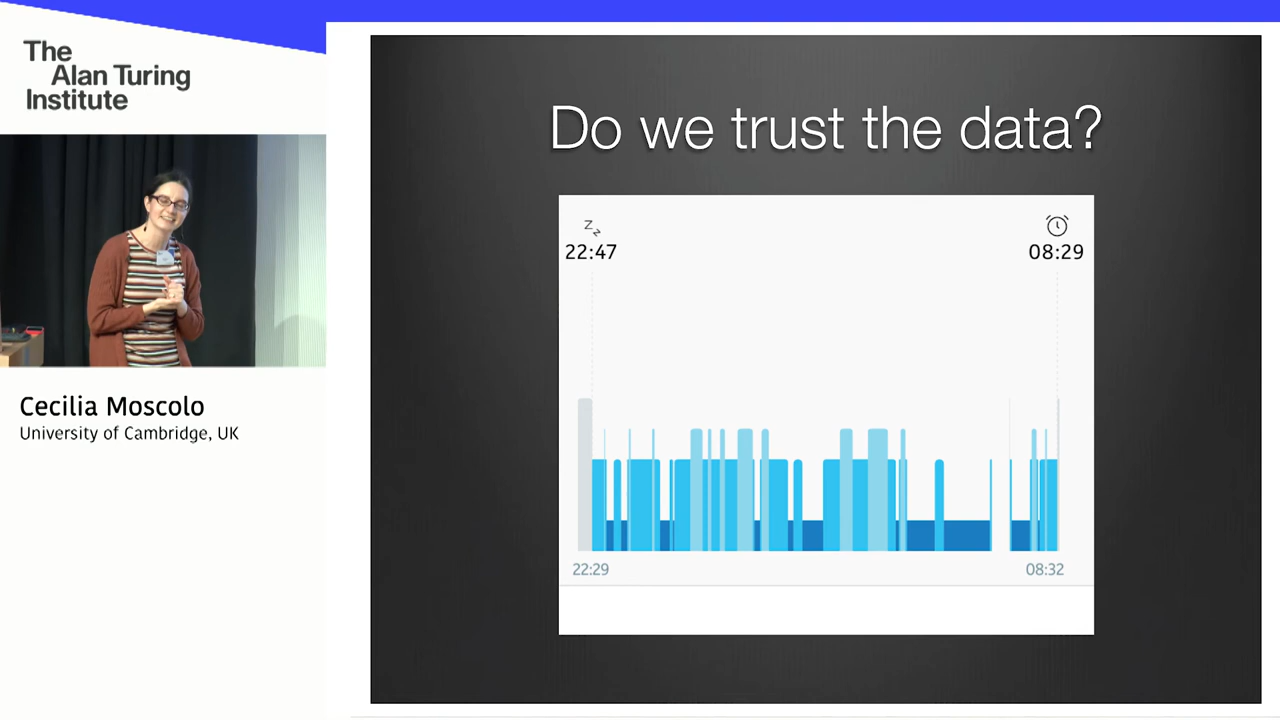 The
Alan Turing
Institute
Cecilia Moscolo
University of Cambridge, UK
Do we trust the data?
Zz
22:47
08:29
22:29
08:32